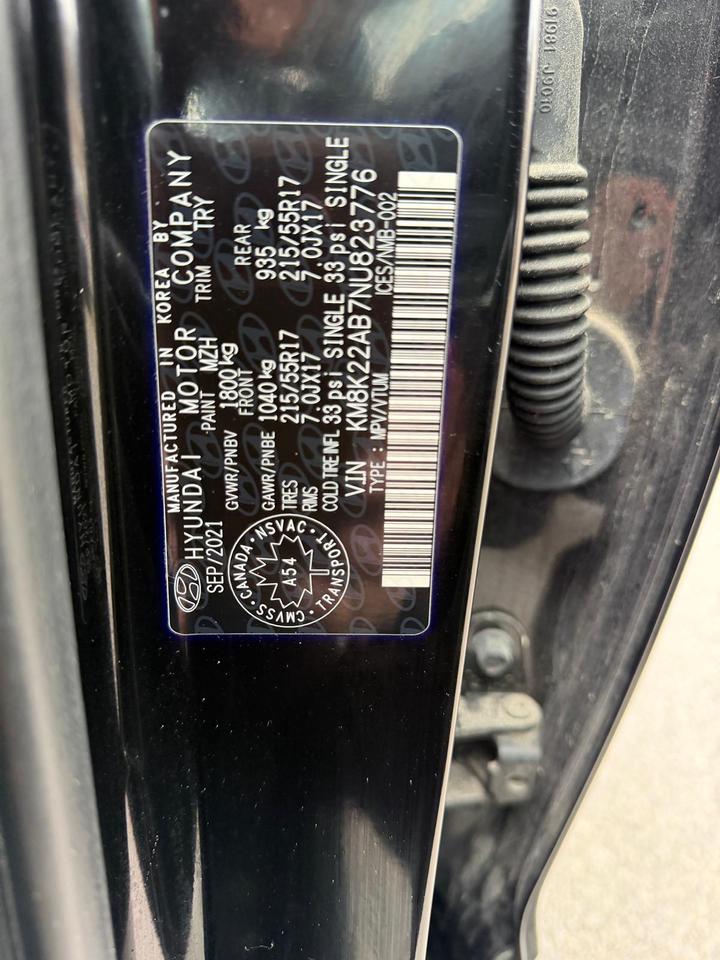 MANUFACTURED IN KOREA BY
HYUNDAI MOTOR COMPANY
SEP/2021 PAINT MZH TRIM TRY
GVWR/PNBV 1800 kg
FRONT REAR
GAWR/PNBE 1040 kg 935 kg
TIRES 215/55R17 215/55R17
RIMS 7.0JX17 7.0JX17
COLD TIRE INFL 33 psi SINGLE 33 psi SINGLE
VIN KM8K22AB7NU823776
TYPE : MPV/VTUM ICES/NMB-002
CANADA · NSVAC · TRANSPORT · CMVSS ·
A54
91981 J9010